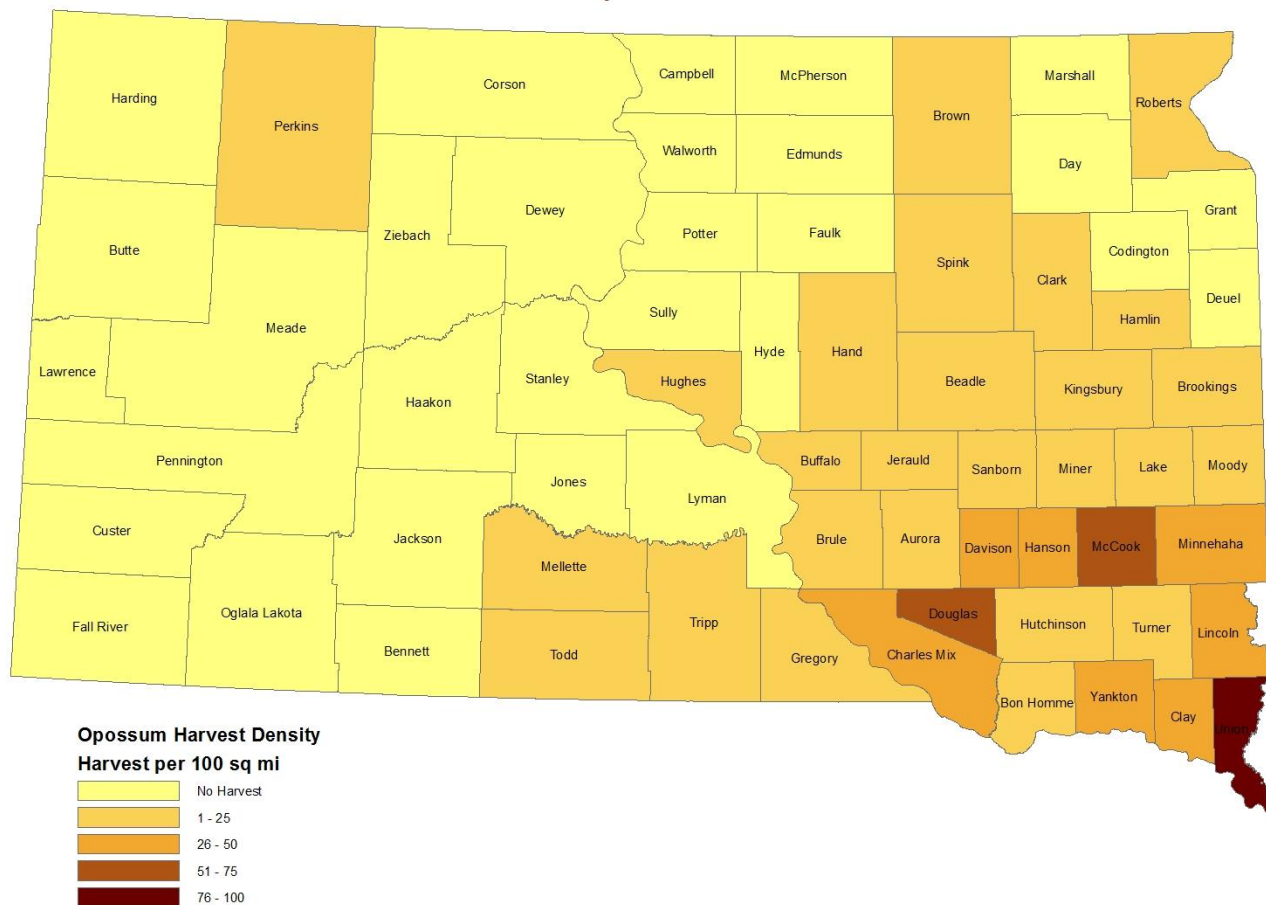 Harding
Perkins
Corson
Campbell
McPherson
Brown
Marshall
Roberts
Walworth
Edmunds
Day
Butte
Ziebach
Dewey
Potter
Faulk
Spink
Clark
Codington
Grant
Meade
Sully
Hyde
Hand
Hamlin
Deuel
Lawrence
Haakon
Stanley
Hughes
Beadle
Kingsbury
Brookings
Pennington
Jones
Lyman
Buffalo
Jerauld
Sanborn
Miner
Lake
Moody
Custer
Jackson
Mellette
Brule
Aurora
Davison
Hanson
McCook
Minnehaha
Fall River
Oglala Lakota
Bennett
Todd
Tripp
Gregory
Charles Mix
Douglas
Hutchinson
Turner
Lincoln
Bon Homme
Yankton
Clay
Union
Opossum Harvest Density
Harvest per 100 sq mi
No Harvest
1 - 25
26 - 50
51 - 75
76 - 100